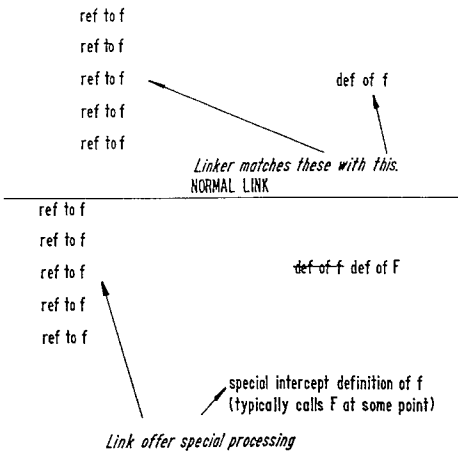 ref to f
ref to f
ref to f
def of f
ref to f
ref to f
Linker matches these with this.
NORMAL LINK
ref to f
ref to f
ref to f
def of f def of F
ref to f
ref to f
special intercept definition of f
(typically calls F at some point)
Link offer special processing